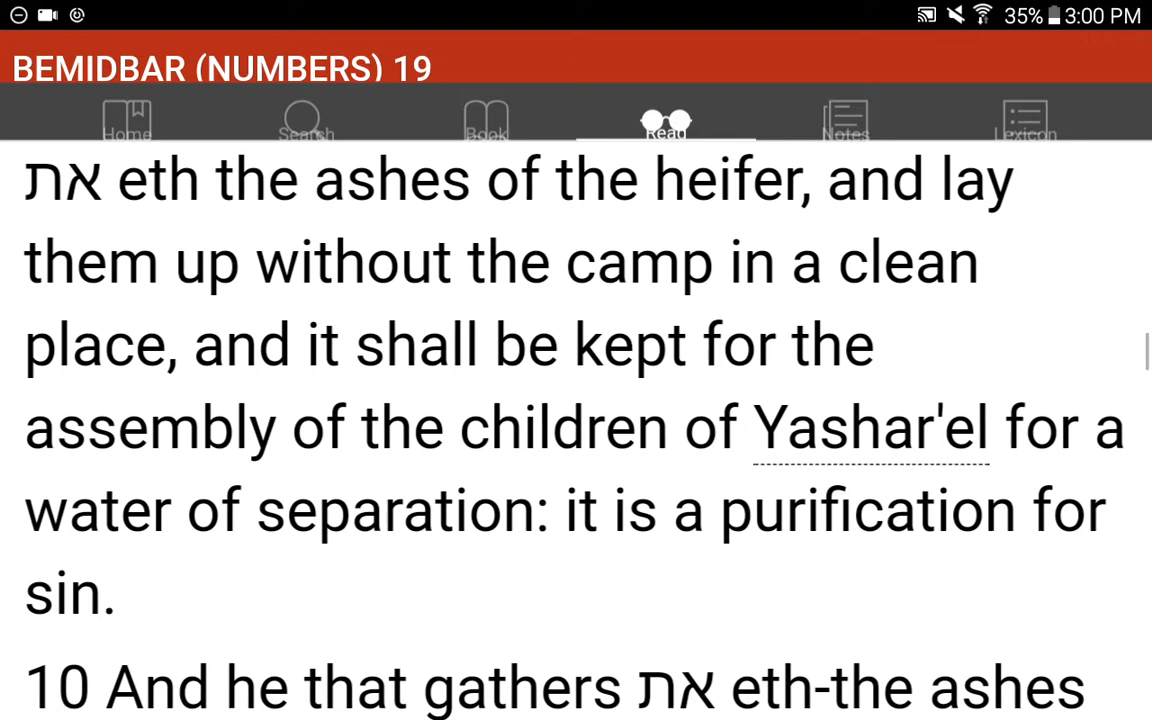 35% 3:00 PM
BEMIDBAR (NUMBERS) 19
Home Search Book Read Notes Lexicon
את eth the ashes of the heifer, and lay
them up without the camp in a clean
place, and it shall be kept for the
assembly of the children of Yashar'el for a
water of separation: it is a purification for
sin.
10 And he that gathers את eth-the ashes